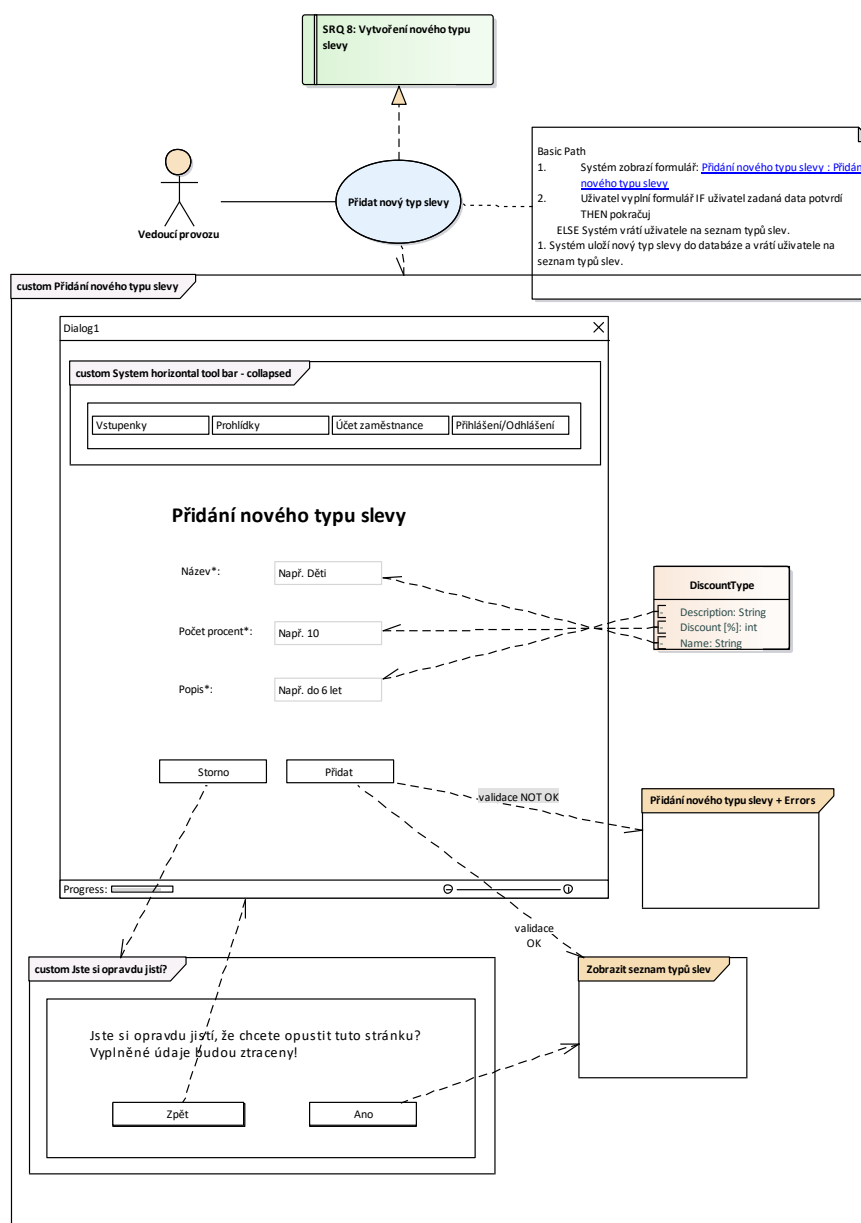 SRQ 8: Vytvoření nového typu
slevy
Basic Path
1. Systém zobrazí formulář: Přidání nového typu slevy : Přidán
nového typu slevy
2. Uživatel vyplní formulář IF uživatel zadaná data potvrdí
THEN pokračuj
ELSE Systém vrátí uživatele na seznam typů slev.
1. Systém uloží nový typ slevy do databáze a vrátí uživatele na
seznam typů slev.
Přidat nový typ slevy
Vedoucí provozu
custom Přidání nového typu slevy
Dialog1
custom System horizontal tool bar - collapsed
Vstupenky Prohlídky Účet zaměstnance Přihlášení/Odhlášení
Přidání nového typu slevy
Název*: Např. Děti
Počet procent*: Např. 10
Popis*: Např. do 6 let
DiscountType
- Description: String
- Discount [%]: int
- Name: String
Storno Přidat
validace NOT OK
Přidání nového typu slevy + Errors
Progress:
validace
OK
custom Jste si opravdu jistí?
Zobrazit seznam typů slev
Jste si opravdu jistí, že chcete opustit tuto stránku?
Vyplněné údaje budou ztraceny!
Zpět Ano